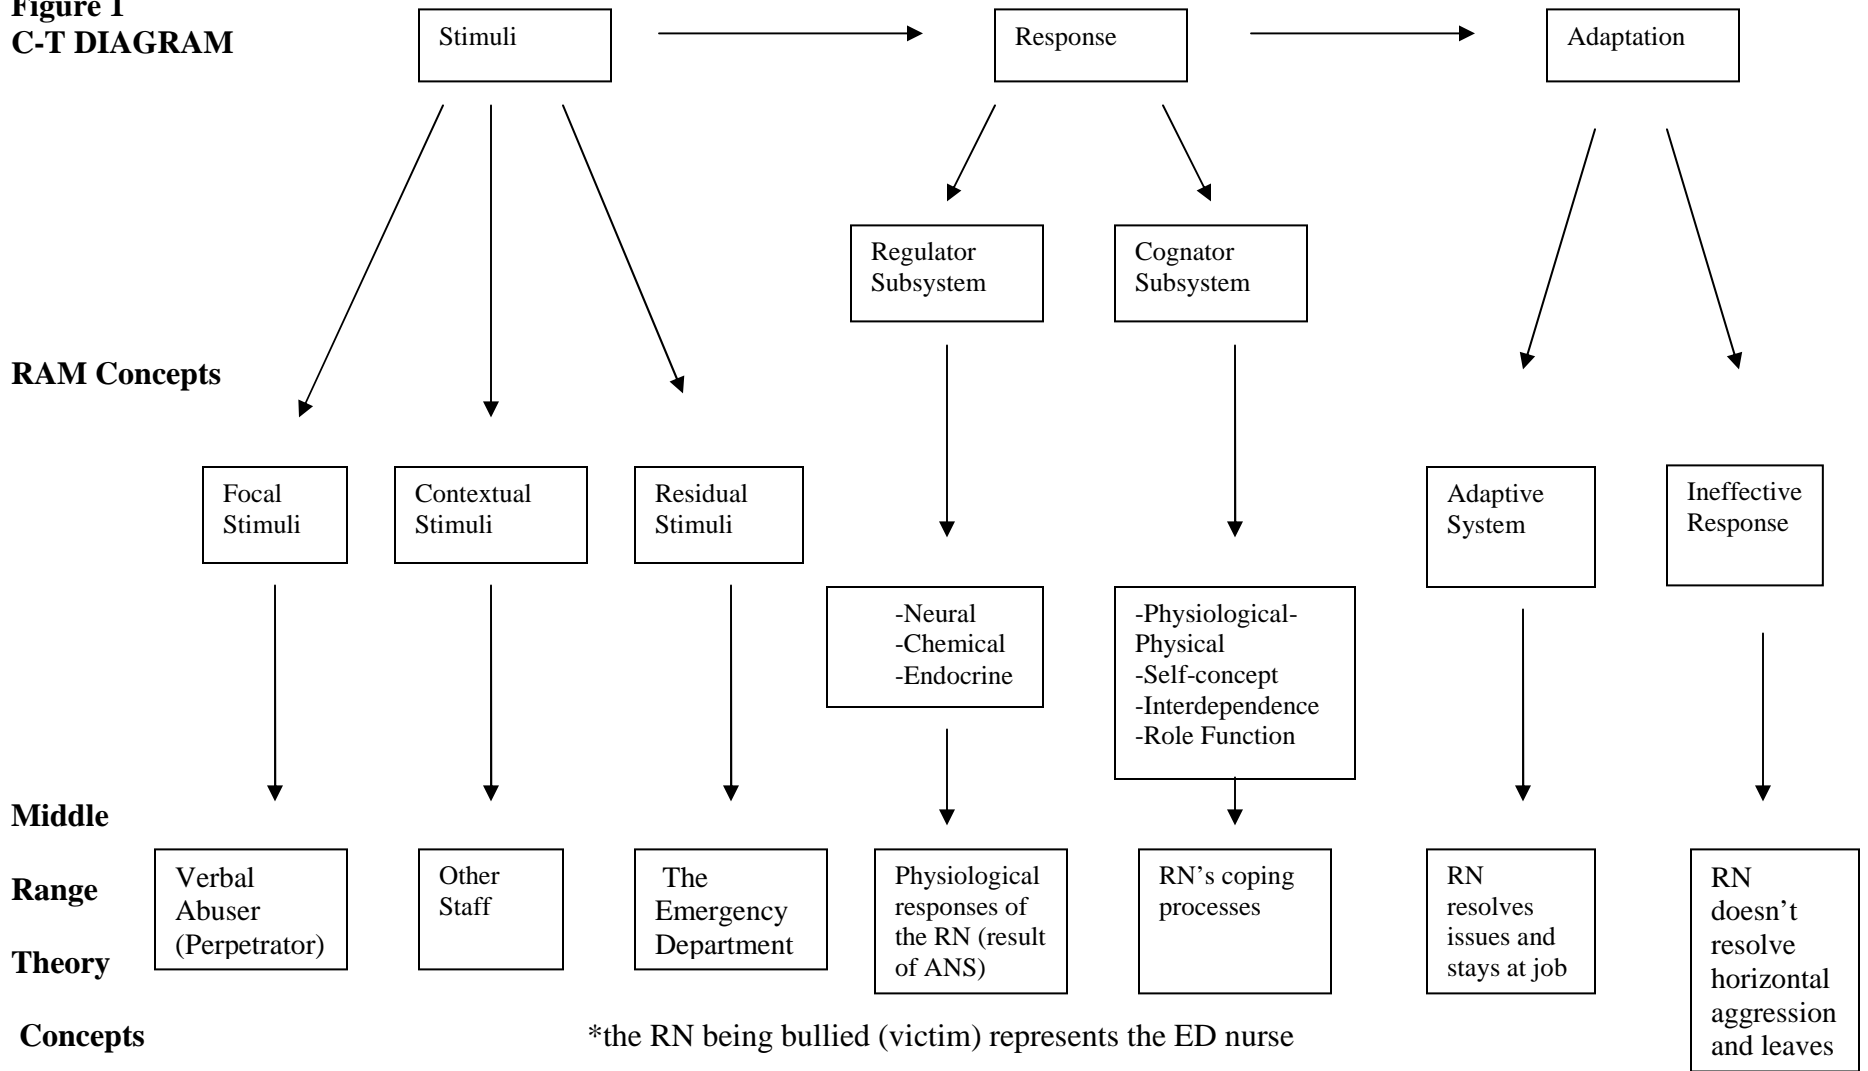 Figure 1
C-T DIAGRAM
Stimuli
Response
Adaptation
Regulator
Subsystem
Cognator
Subsystem
RAM Concepts
Focal
Stimuli
Contextual
Stimuli
Residual
Stimuli
Adaptive
System
Ineffective
Response
-Neural
-Chemical
-Endocrine
-Physiological-
Physical
-Self-concept
-Interdependence
-Role Function
Middle
Range
Theory
Concepts
Verbal
Abuser
(Perpetrator)
Other
Staff
The
Emergency
Department
Physiological
responses of
the RN (result
of ANS)
RN’s coping
processes
RN
resolves
issues and
stays at job
RN
doesn’t
resolve
horizontal
aggression
and leaves
*the RN being bullied (victim) represents the ED nurse